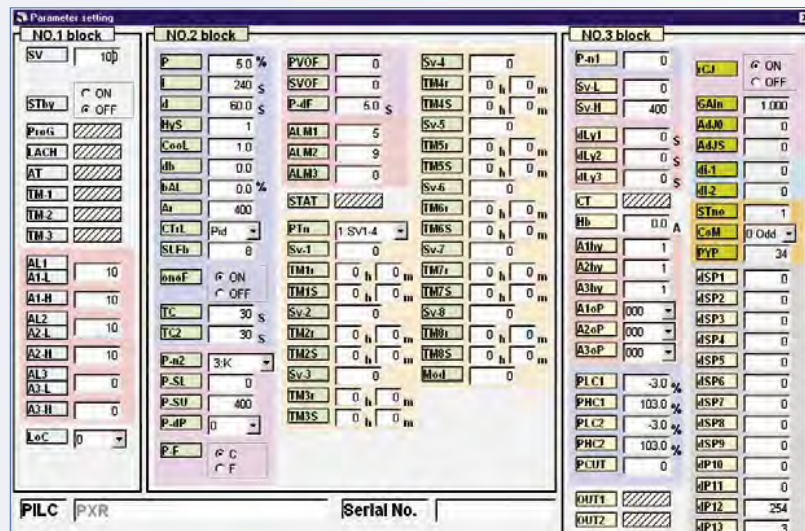 Parameter setting
NO.1 block
SV 100
STby ON
OFF
ProG
LACH
AT
TM-1
TM-2
TM-3
AL1
A1-L 10
A1-H 10
AL2
A2-L 10
A2-H 10
AL3
A3-L 0
A3-H 0
LoC 0
NO.2 block
P 5.0 %
I 240 S
d 60.0 S
HyS 1
CooL 1.0
db 0.0
bAL 0.0 %
Ar 400
CTrL Pid
SLFb 8
onoF ON
OFF
TC 30 S
TC2 30 S
P-n2 3:K
P-SL 0
P-SU 400
P-dP 0
P-F C
F
PVOF 0
SVOF 0
P-dF 5.0 S
ALM1 5
ALM2 9
ALM3 0
STAT
PTn 1:SV1-4
Sv-1 0
TM1r 0 h 0 m
TM1S 0 h 0 m
Sv-2 0
TM2r 0 h 0 m
TM2S 0 h 0 m
Sv-3 0
TM3r 0 h 0 m
TM3S 0 h 0 m
Sv-4 0
TM4r 0 h 0 m
TM4S 0 h 0 m
Sv-5 0
TM5r 0 h 0 m
TM5S 0 h 0 m
Sv-6 0
TM6r 0 h 0 m
TM6S 0 h 0 m
Sv-7 0
TM7r 0 h 0 m
TM7S 0 h 0 m
Sv-8 0
TM8r 0 h 0 m
TM8S 0 h 0 m
Mod 0
NO.3 block
P-n1 0
Sv-L 0
Sv-H 400
dLy1 0 S
dLy2 0 S
dLy3 0 S
CT
Hb 0.0 A
A1hy 1
A2hy 1
A3hy 1
A1oP 000
A2oP 000
A3oP 000
PLC1 -3.0 %
PHC1 103.0 %
PLC2 -3.0 %
PHC2 103.0 %
PCUT 0
OUT1
OUT2
rCJ ON
OFF
GAIn 1.000
AdJ0 0
AdJS 0
di-1 0
di-2 0
STno 1
CoM 0 Odd
PYP 34
dSP1 0
dSP2 0
dSP3 0
dSP4 0
dSP5 0
dSP6 0
dSP7 0
dSP8 0
dSP9 0
dP10 0
dP11 0
dP12 254
dP13 3
PILC PXR Serial No.